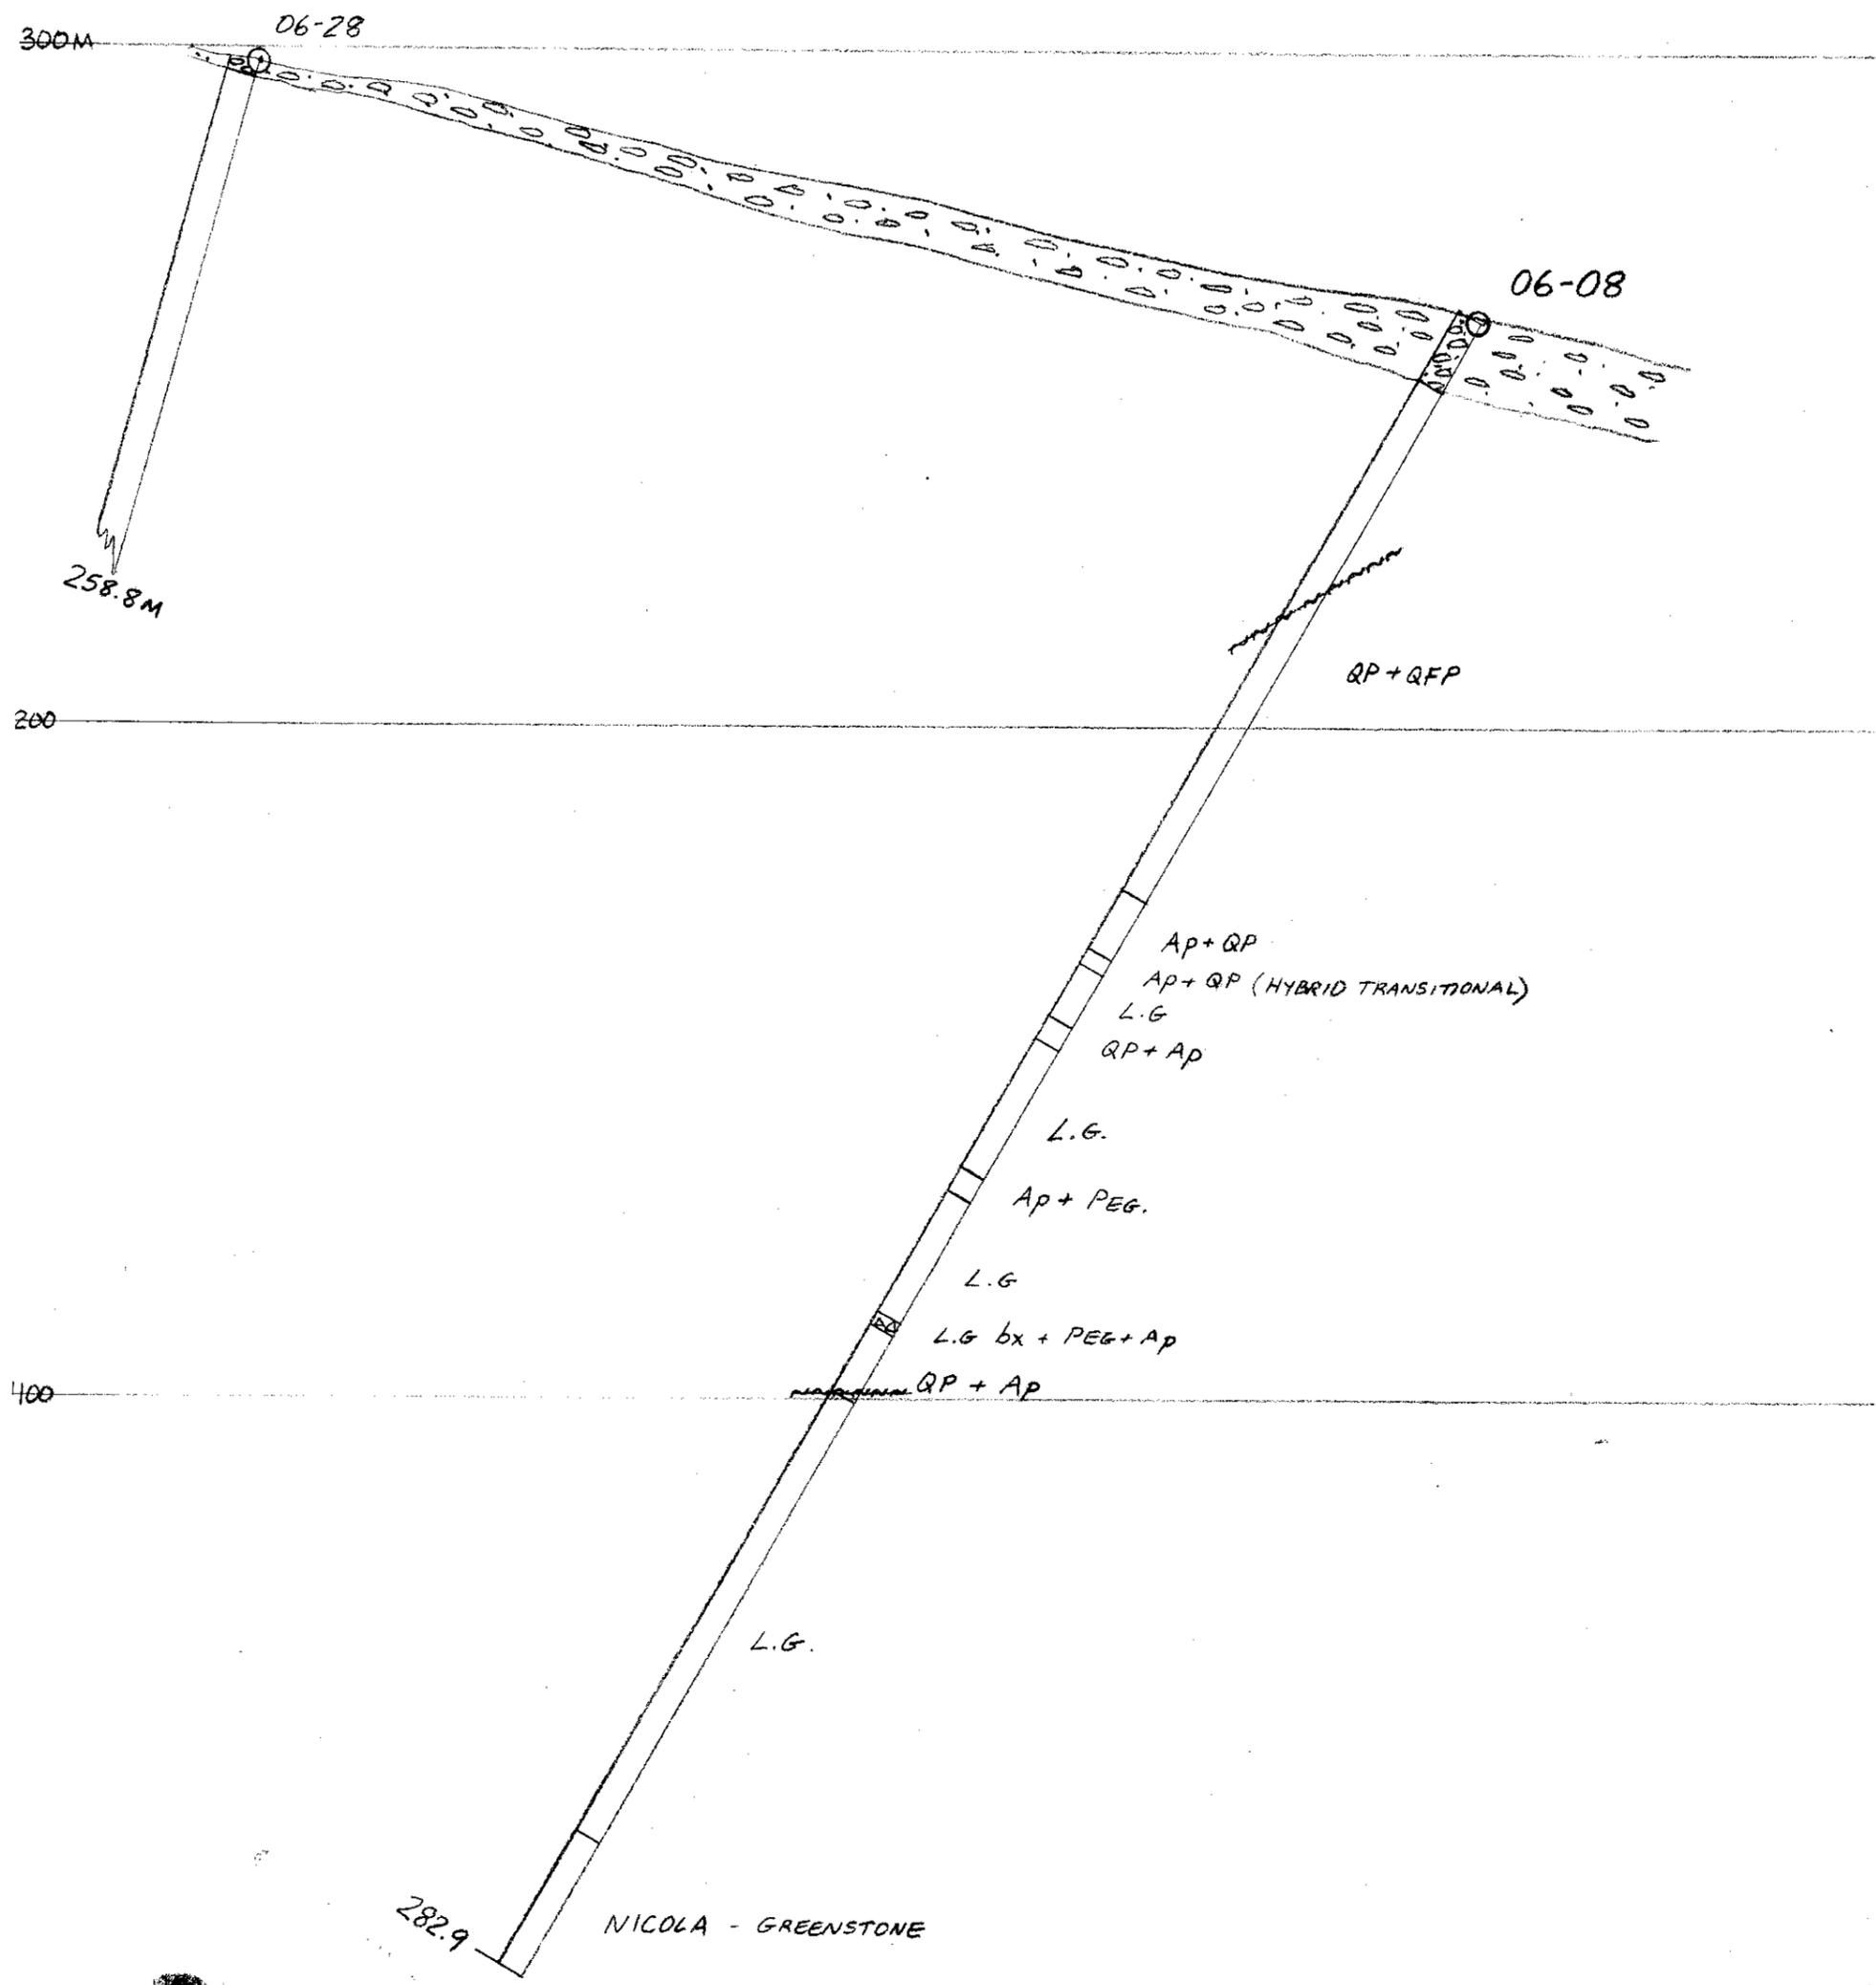 06-28
300M
06-08
258.8M
QP + QFP
200
Ap + QP
Ap + QP (HYBRID TRANSITIONAL)
L.G
QP + Ap
L.G.
Ap + PEG.
L.G
L.G bx + PEG + Ap
QP + Ap
400
L.G.
282.9
NICOLA - GREENSTONE